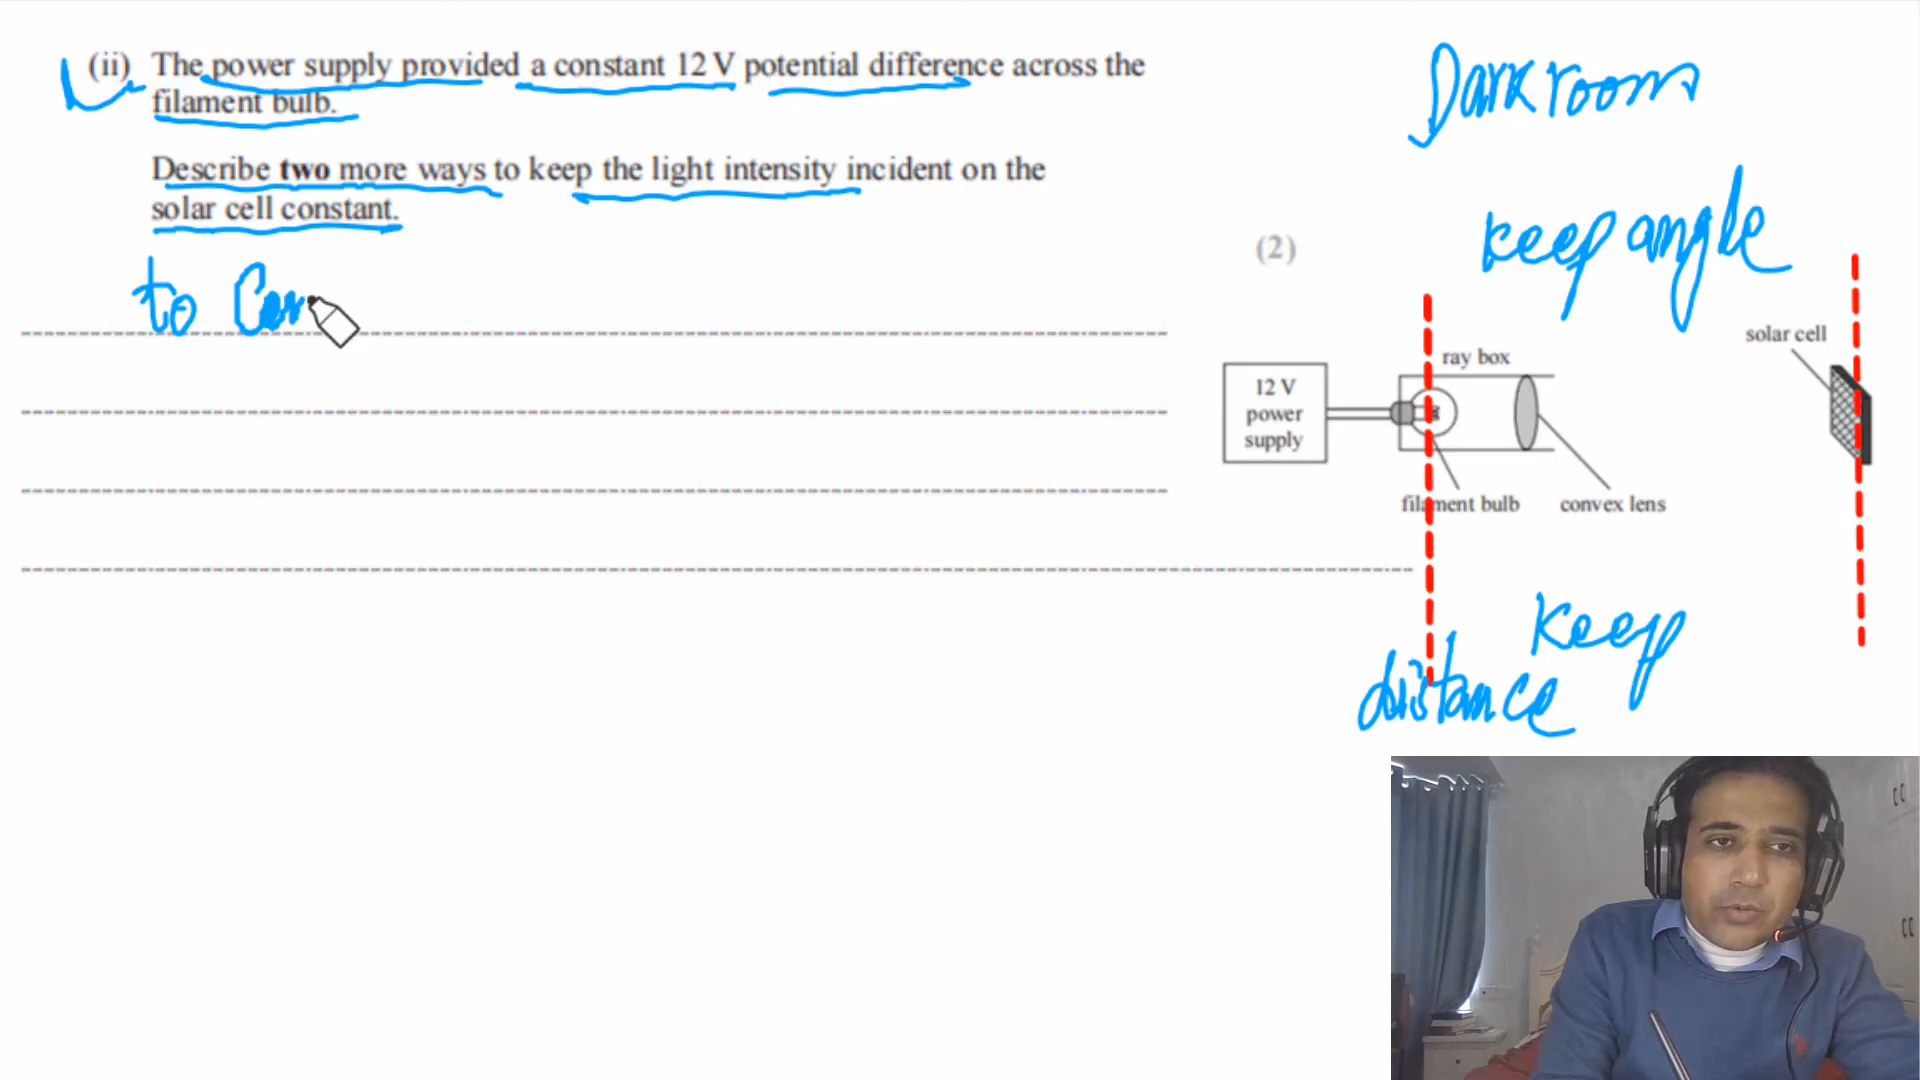 (ii) The power supply provided a constant 12 V potential difference across the
filament bulb.
Describe two more ways to keep the light intensity incident on the
solar cell constant.
(2)
to
Dark room
keep angle
solar cell
ray box
12 V
power
supply
filament bulb
convex lens
Keep
distance